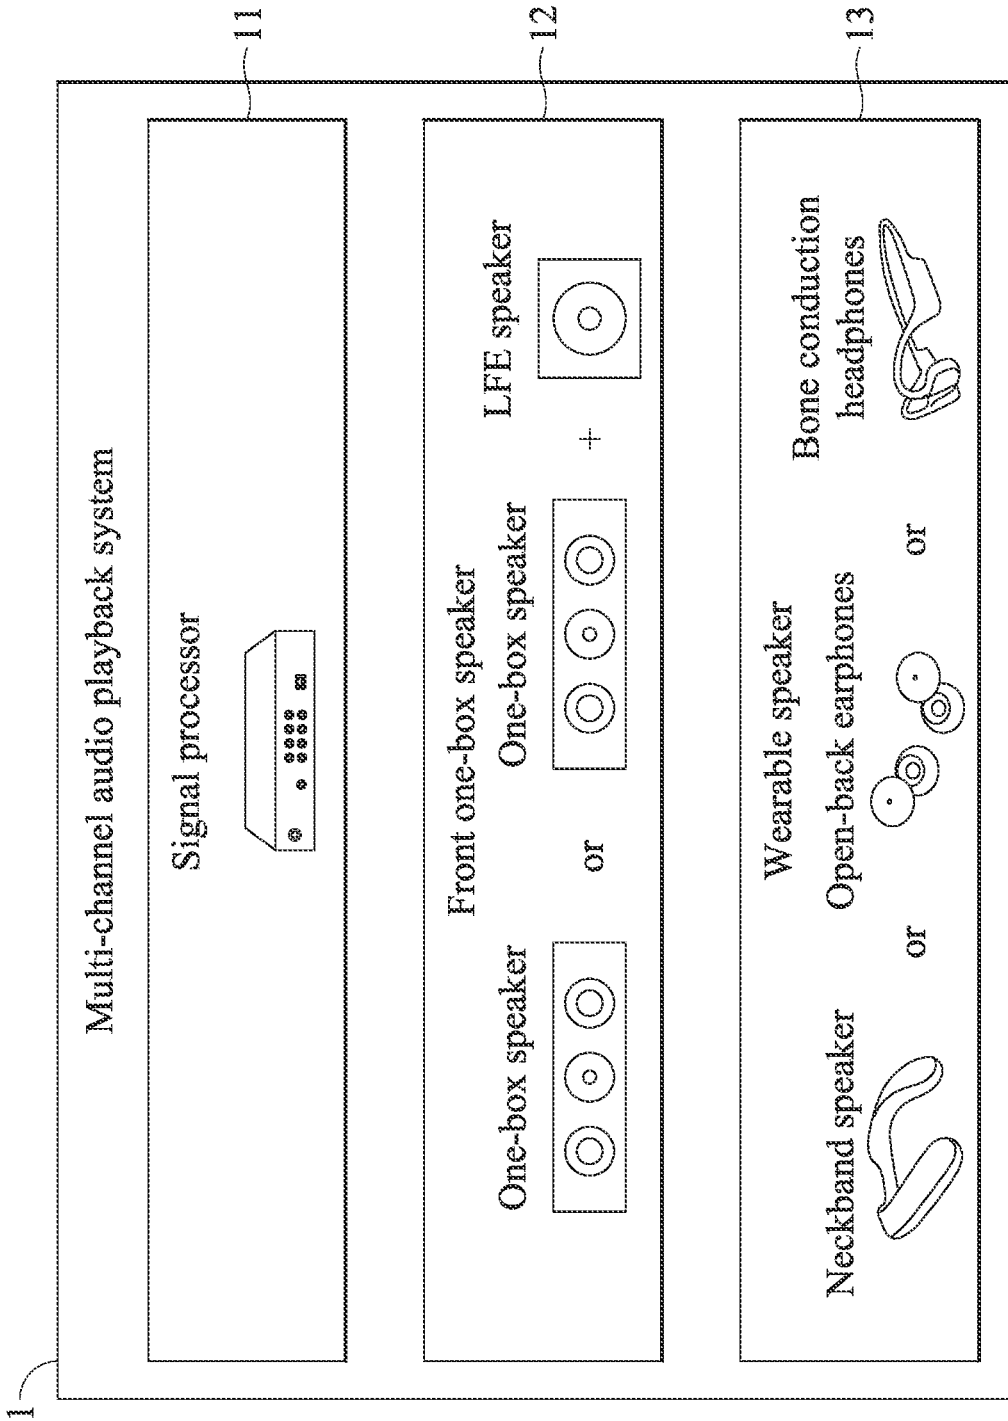 1
Multi-channel audio playback system
Signal processor
11
Front one-box speaker
One-box speaker
or
One-box speaker
+
LFE speaker
12
Wearable speaker
Neckband speaker
or
Open-back earphones
or
Bone conduction
headphones
13